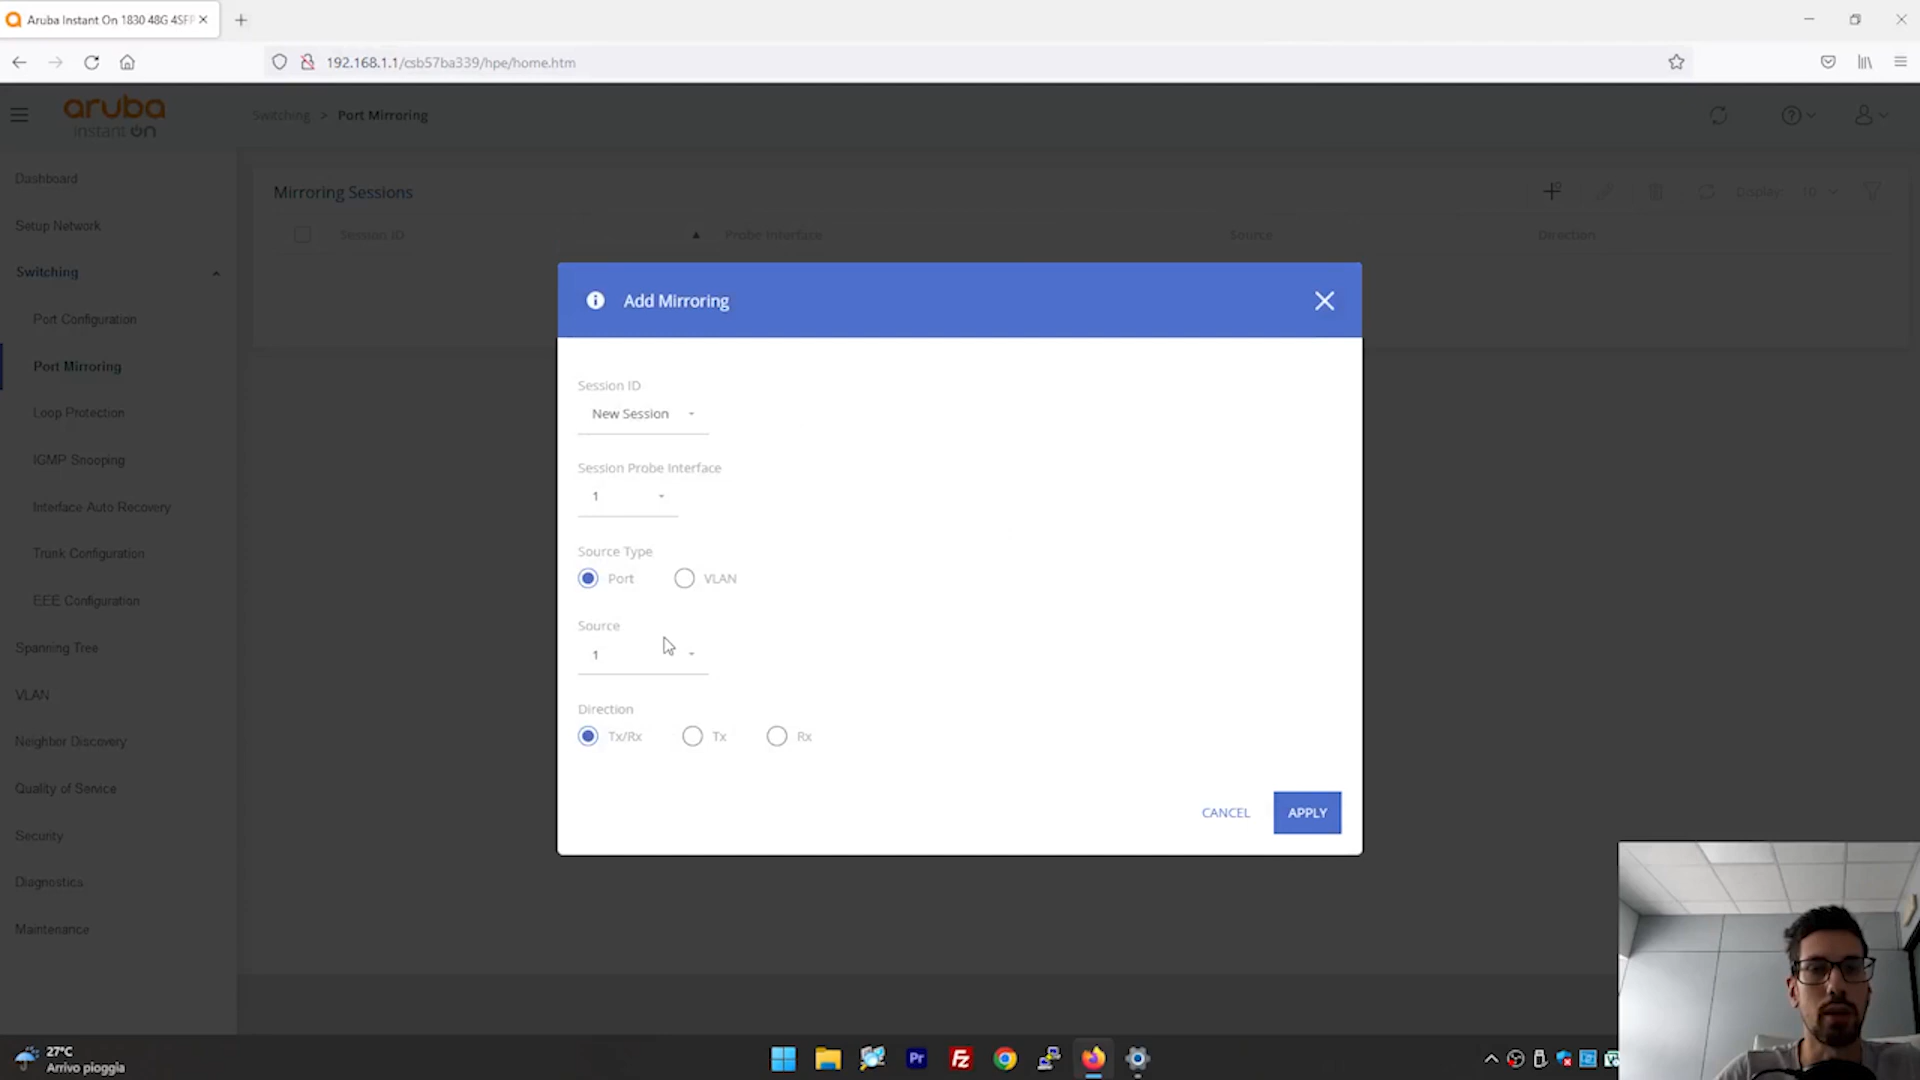 Aruba Instant On 1830 48G 4SFP
192.168.1.1/csb57ba339/hpe/home.htm
aruba
instant on
Switching > Port Mirroring
Dashboard
Setup Network
Switching
Port Configuration
Port Mirroring
Loop Protection
IGMP Snooping
Interface Auto Recovery
Trunk Configuration
EEE Configuration
Spanning Tree
VLAN
Neighbor Discovery
Quality of Service
Security
Diagnostics
Maintenance
Mirroring Sessions
Display: 10
Session ID Probe Interface Source Direction
Add Mirroring
Session ID
New Session
Session Probe Interface
1
Source Type
Port VLAN
Source
1
Direction
Tx/Rx Tx Rx
CANCEL APPLY
27°C
Arrivo pioggia
Pr
FZ